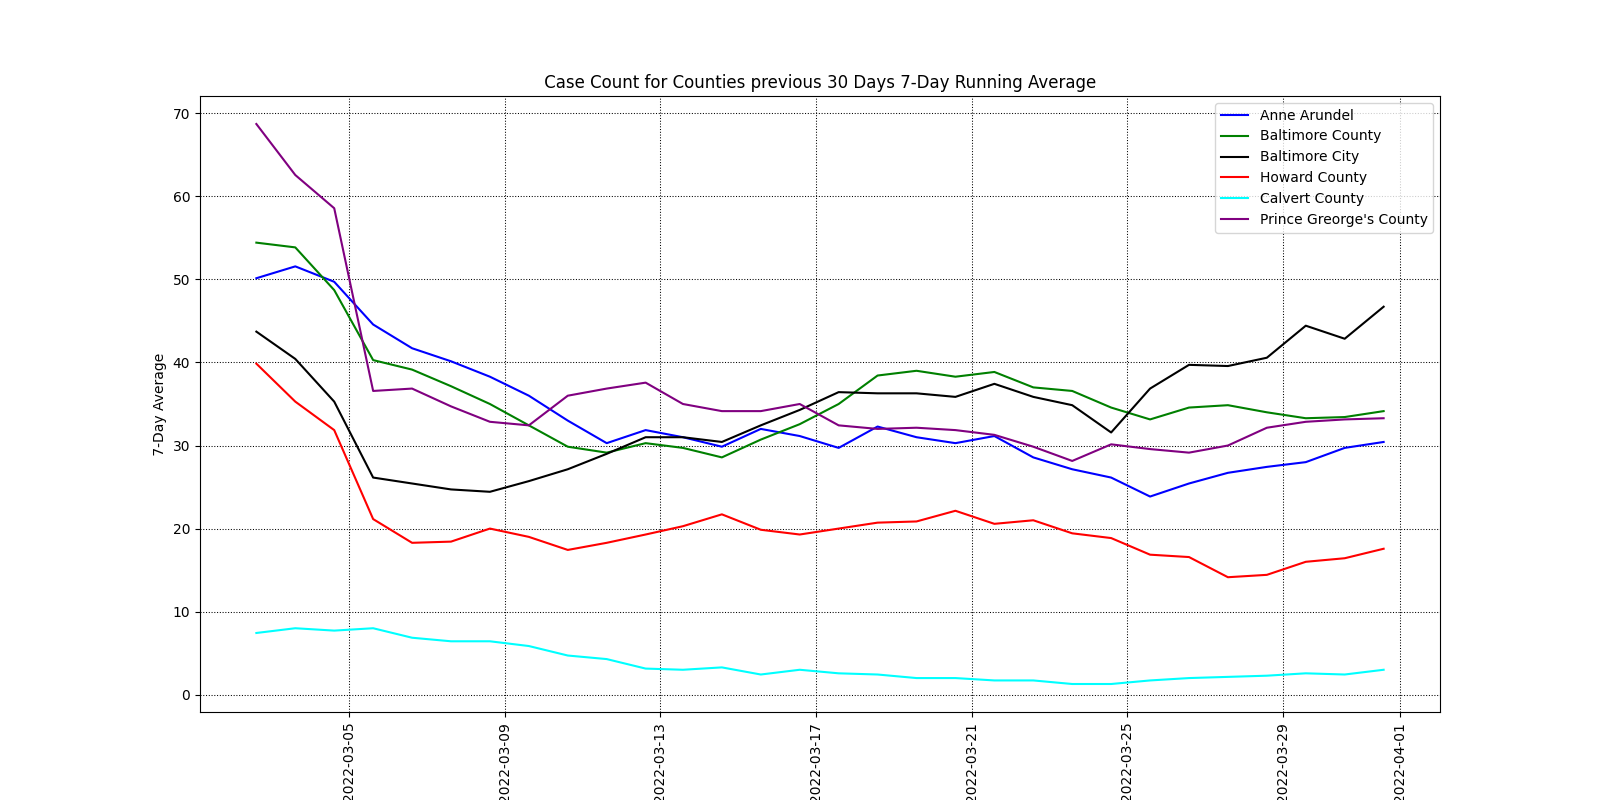 Case Count for Counties previous 30 Days 7-Day Running Average
Anne Arundel
Baltimore County
Baltimore City
Howard County
Calvert County
Prince Greorge's County
7-Day Average
70
60
50
40
30
20
10
0
2022-03-05
2022-03-09
2022-03-13
2022-03-17
2022-03-21
2022-03-25
2022-03-29
2022-04-01